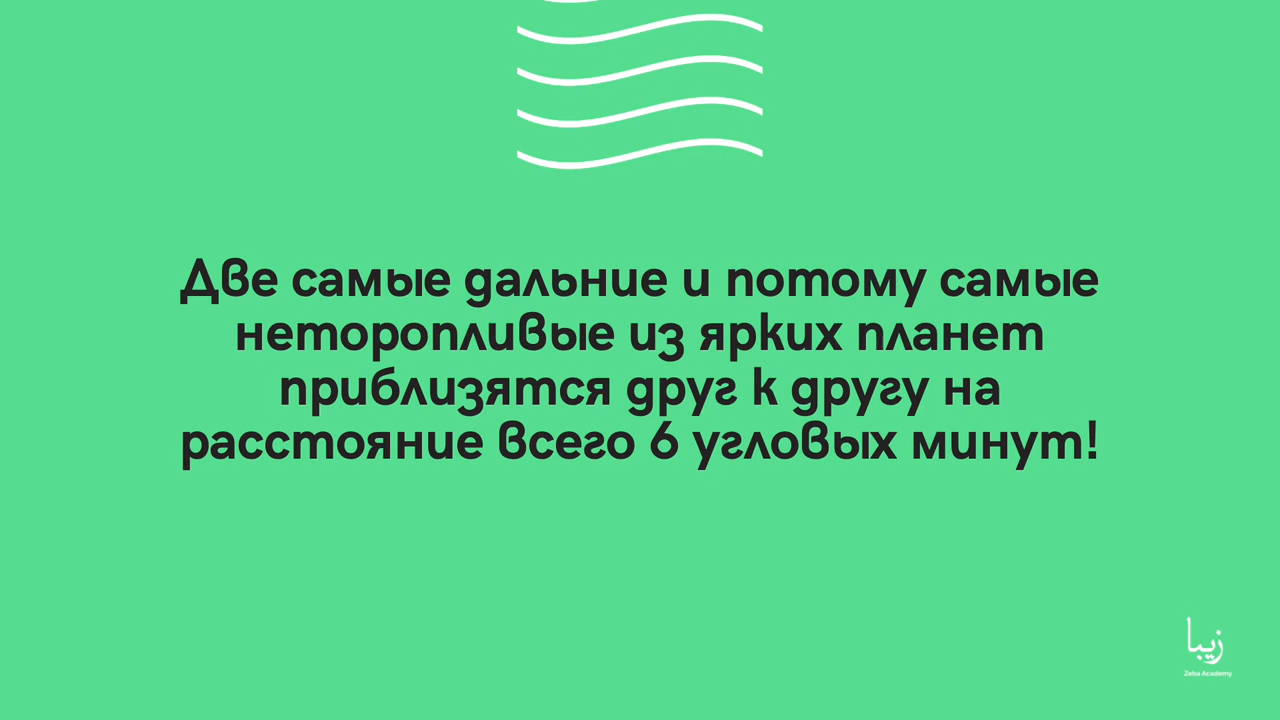 Две самые дальние и потому самые
неторопливые из ярких планет
приблизятся друг к другу на
расстояние всего 6 угловых минут!
زیبا
Zeba Academy